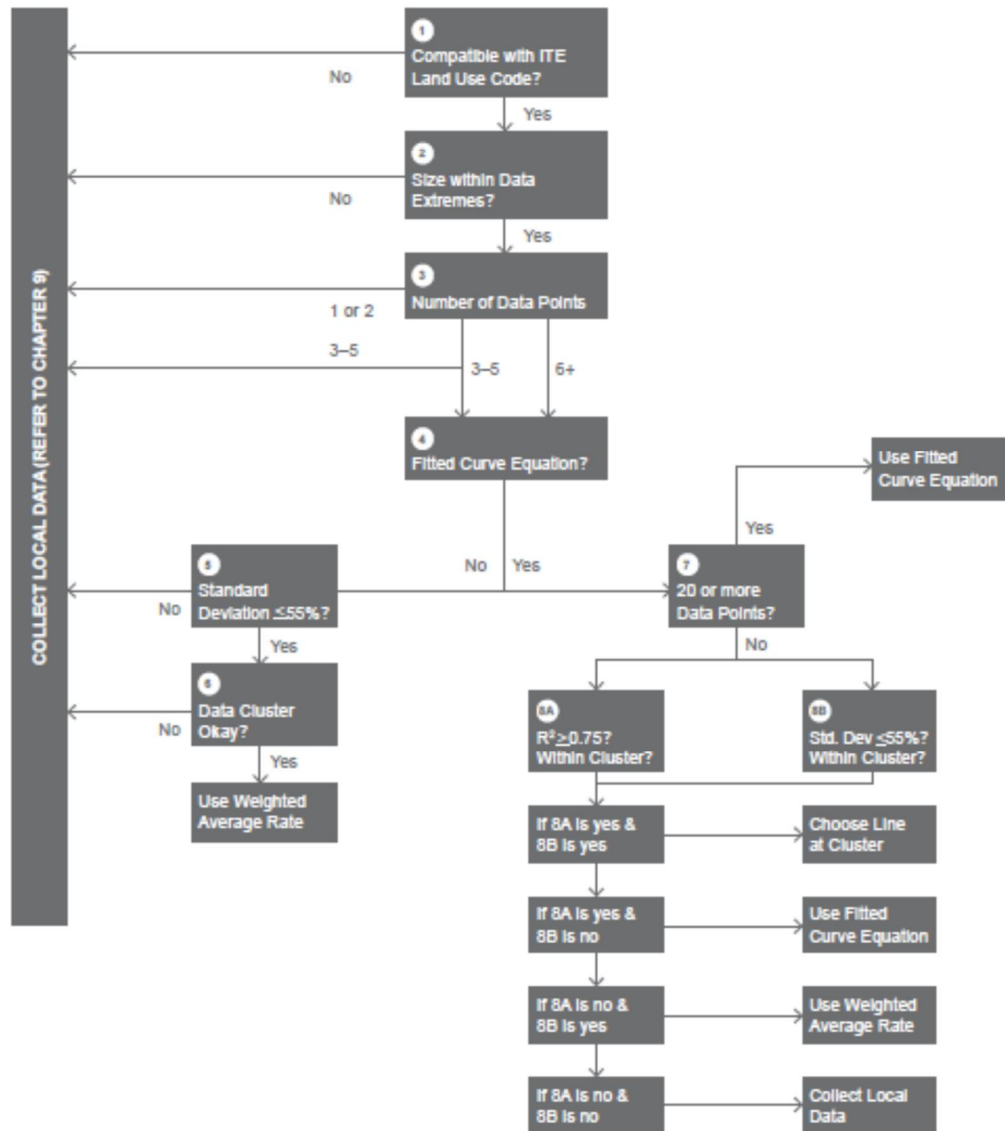 COLLECT LOCAL DATA (REFER TO CHAPTER 9)
1
Compatible with ITE
Land Use Code?
No
Yes
2
Size within Data
Extremes?
No
Yes
3
Number of Data Points
1 or 2
3–5
3–5
6+
4
Fitted Curve Equation?
No
Yes
5
Standard
Deviation ≤55%?
No
Yes
6
Data Cluster
Okay?
No
Yes
Use Weighted
Average Rate
7
20 or more
Data Points?
Yes
Use Fitted
Curve Equation
No
8A
R² ≥0.75?
Within Cluster?
8B
Std. Dev ≤55%?
Within Cluster?
If 8A is yes &
8B is yes
Choose Line
at Cluster
If 8A is yes &
8B is no
Use Fitted
Curve Equation
If 8A is no &
8B is yes
Use Weighted
Average Rate
If 8A is no &
8B is no
Collect Local
Data